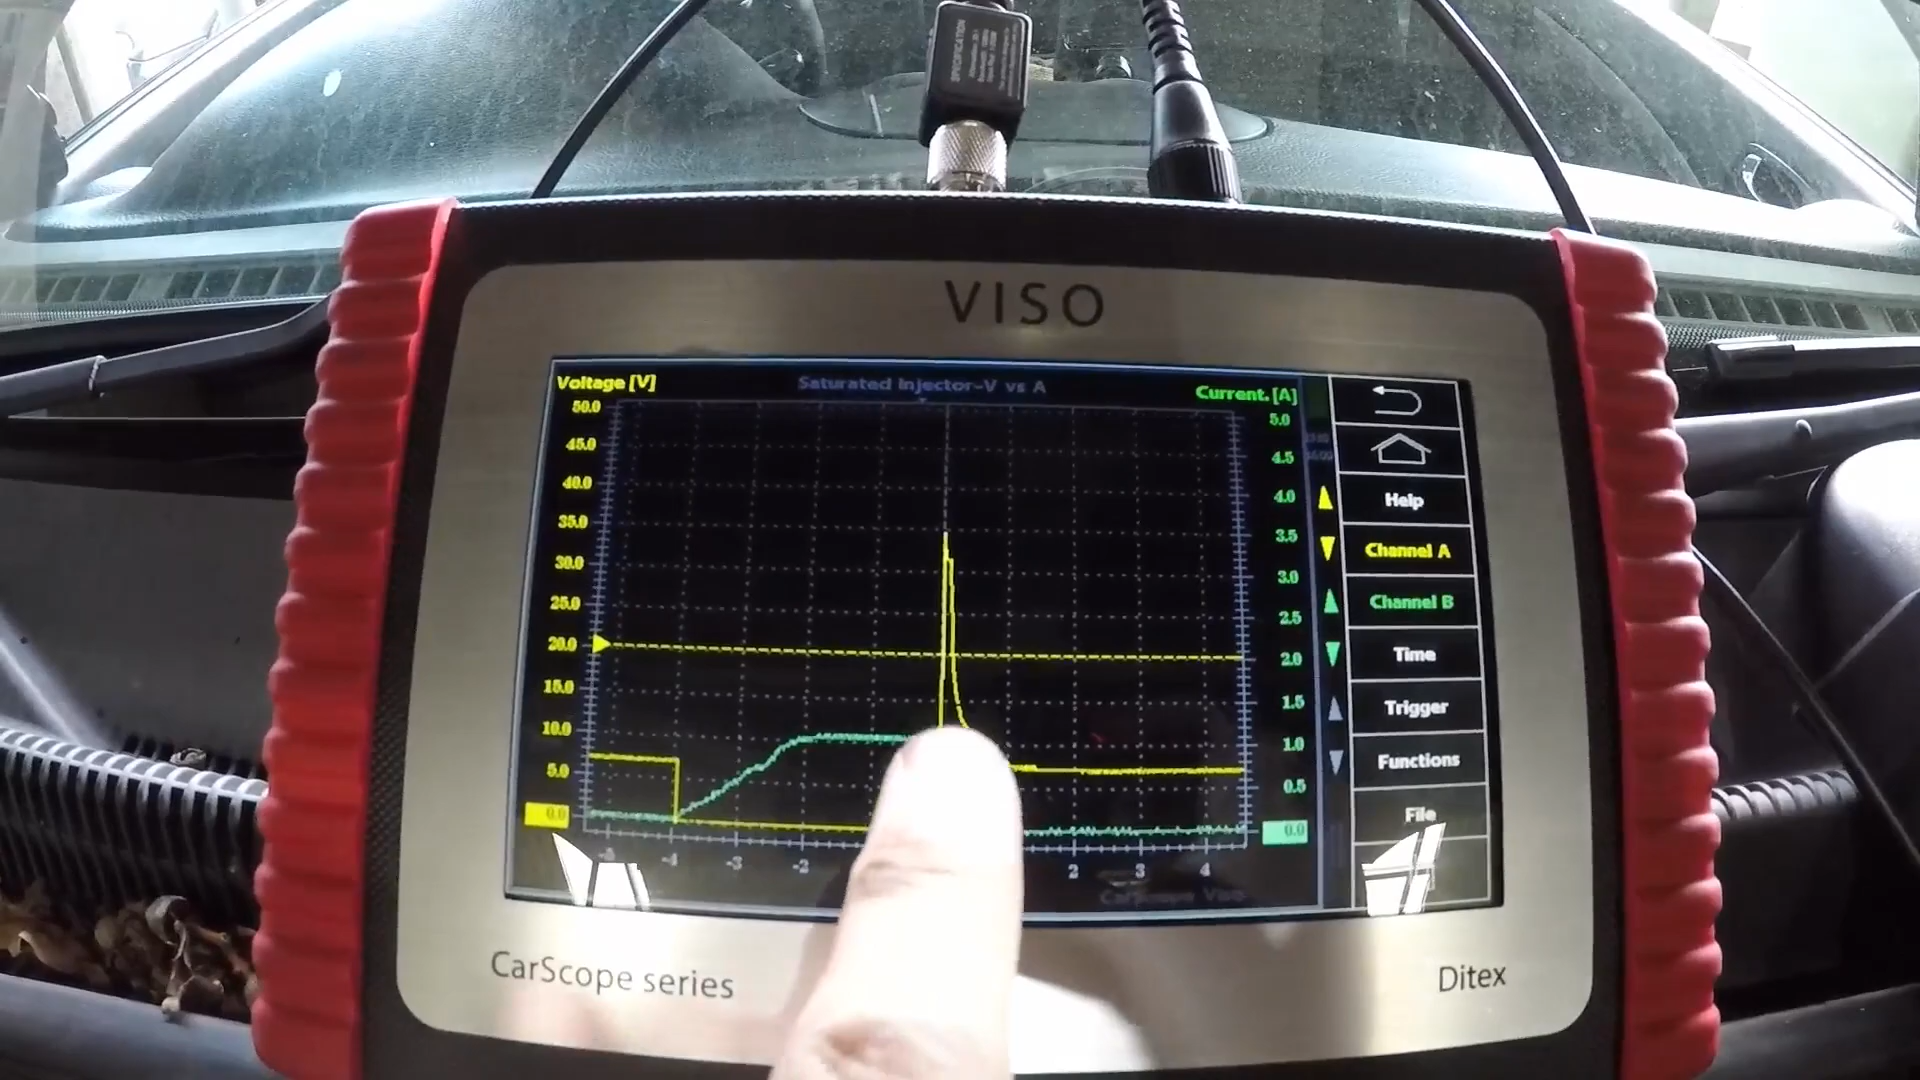 SPECIFICATION
VISO
Voltage [V]
Saturated Injector-V vs A
Current.[A]
50.0
45.0
40.0
35.0
30.0
25.0
20.0
15.0
10.0
5.0
0.0
5.0
4.5
4.0
3.5
3.0
2.5
2.0
1.5
1.0
0.5
0.0
-4
-3
-2
2
3
4
Help
Channel A
Channel B
Time
Trigger
Functions
File
CarScope Viso
CarScope series
Ditex